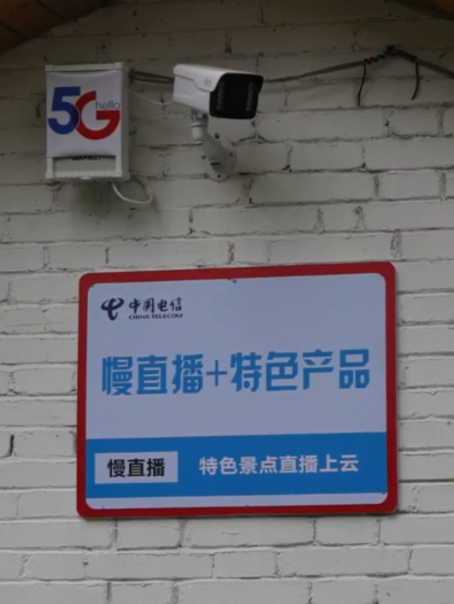 5G
hello
中国电信
CHINA TELECOM
慢直播+特色产品
慢直播
特色景点直播上云